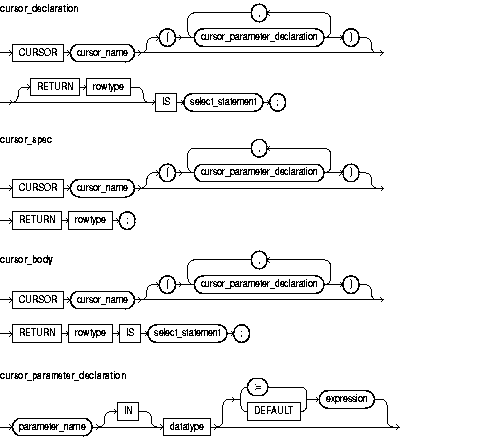 cursor_declaration
,
CURSOR cursor_name ( cursor_parameter_declaration )
RETURN rowtype
IS select_statement ;
cursor_spec
,
CURSOR cursor_name ( cursor_parameter_declaration )
RETURN rowtype ;
cursor_body
,
CURSOR cursor_name ( cursor_parameter_declaration )
RETURN rowtype IS select_statement ;
cursor_parameter_declaration
:=
IN DEFAULT expression
parameter_name datatype